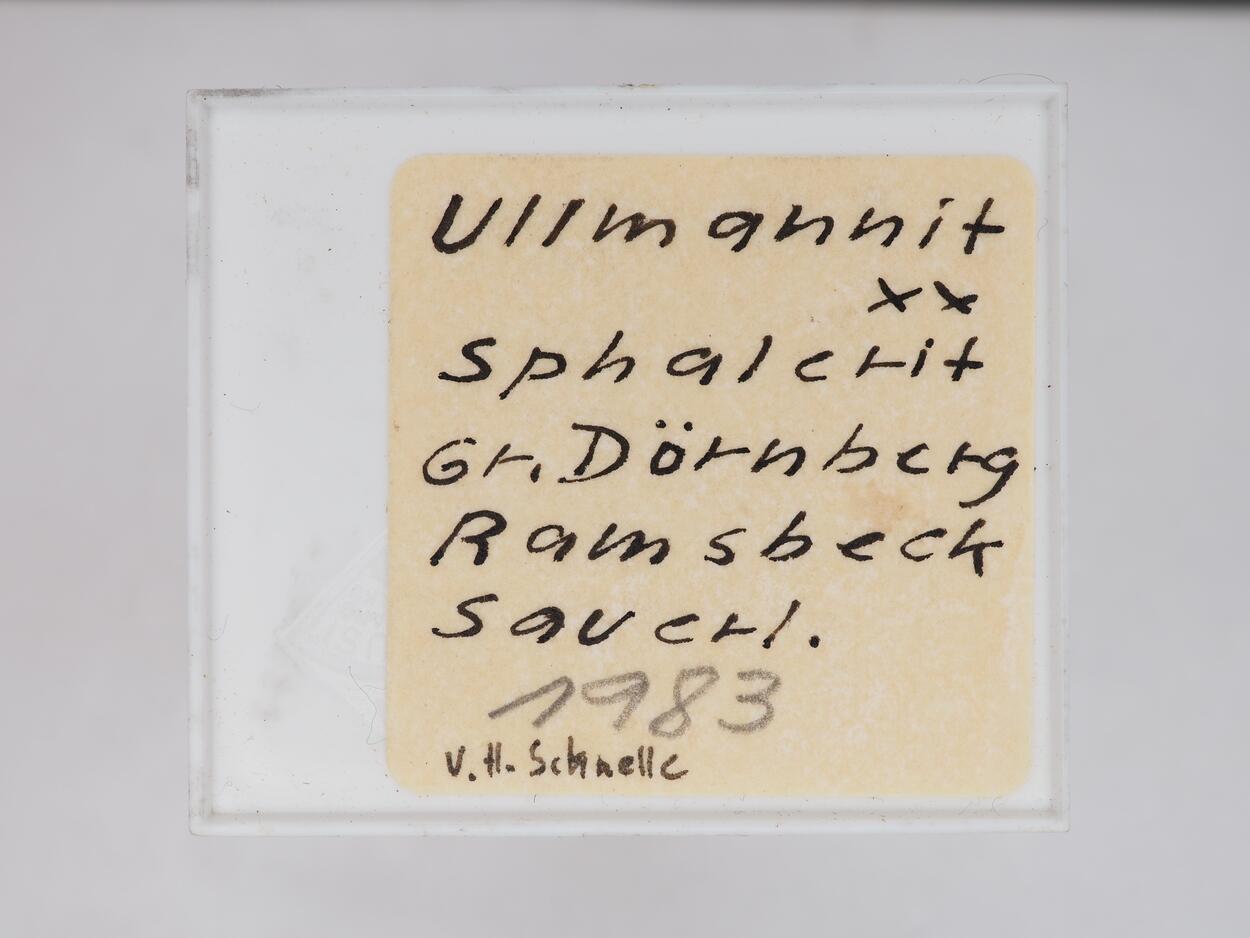 Ullmannit
xx
Sphalerit
Gr. Dörnberg
Ramsbeck
Sauerl.
1983
v. H. Schnelle